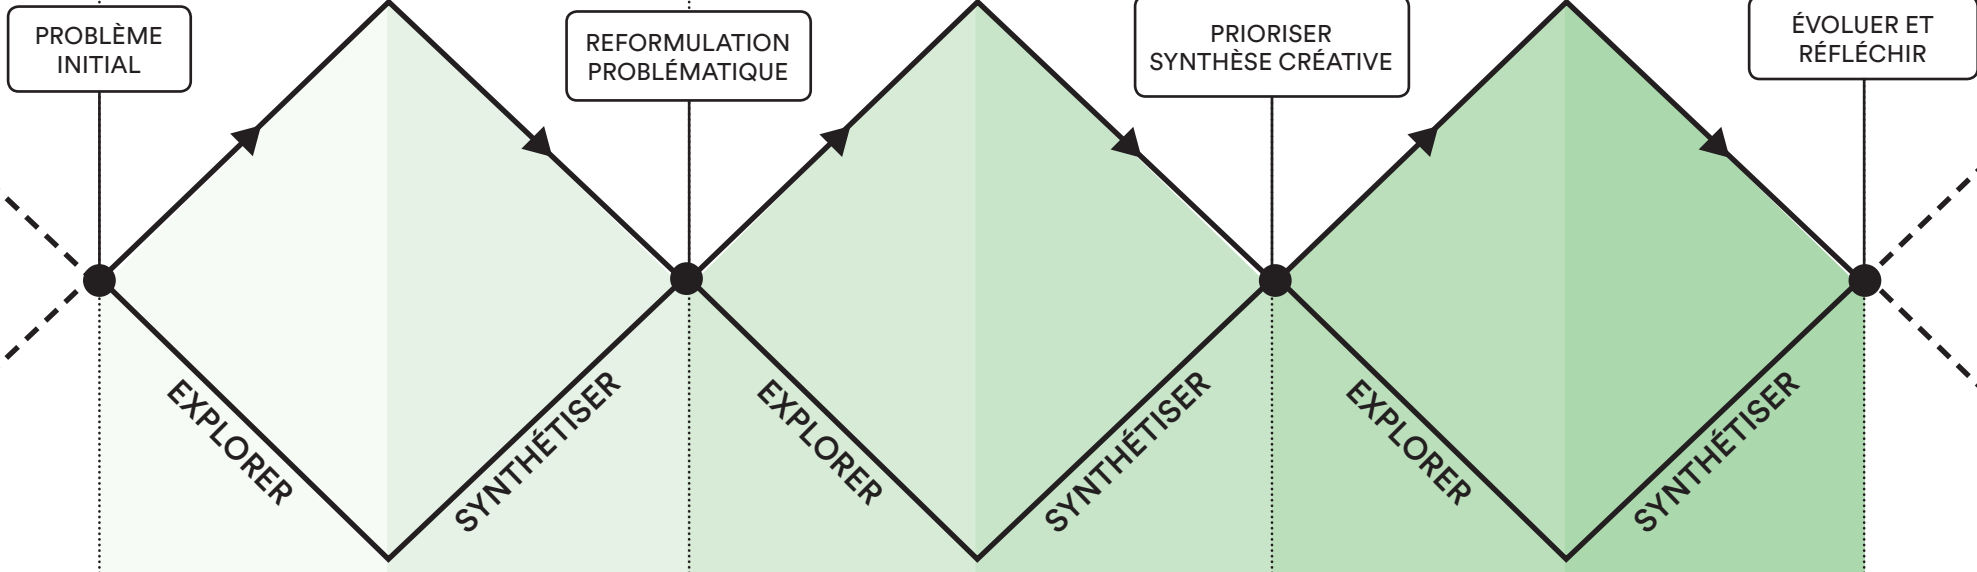 PROBLÈME
INITIAL
REFORMULATION
PROBLÉMATIQUE
PRIORISER
SYNTHÈSE CRÉATIVE
ÉVOLUER ET
RÉFLÉCHIR
EXPLORER
SYNTHÉTISER
EXPLORER
SYNTHÉTISER
EXPLORER
SYNTHÉTISER